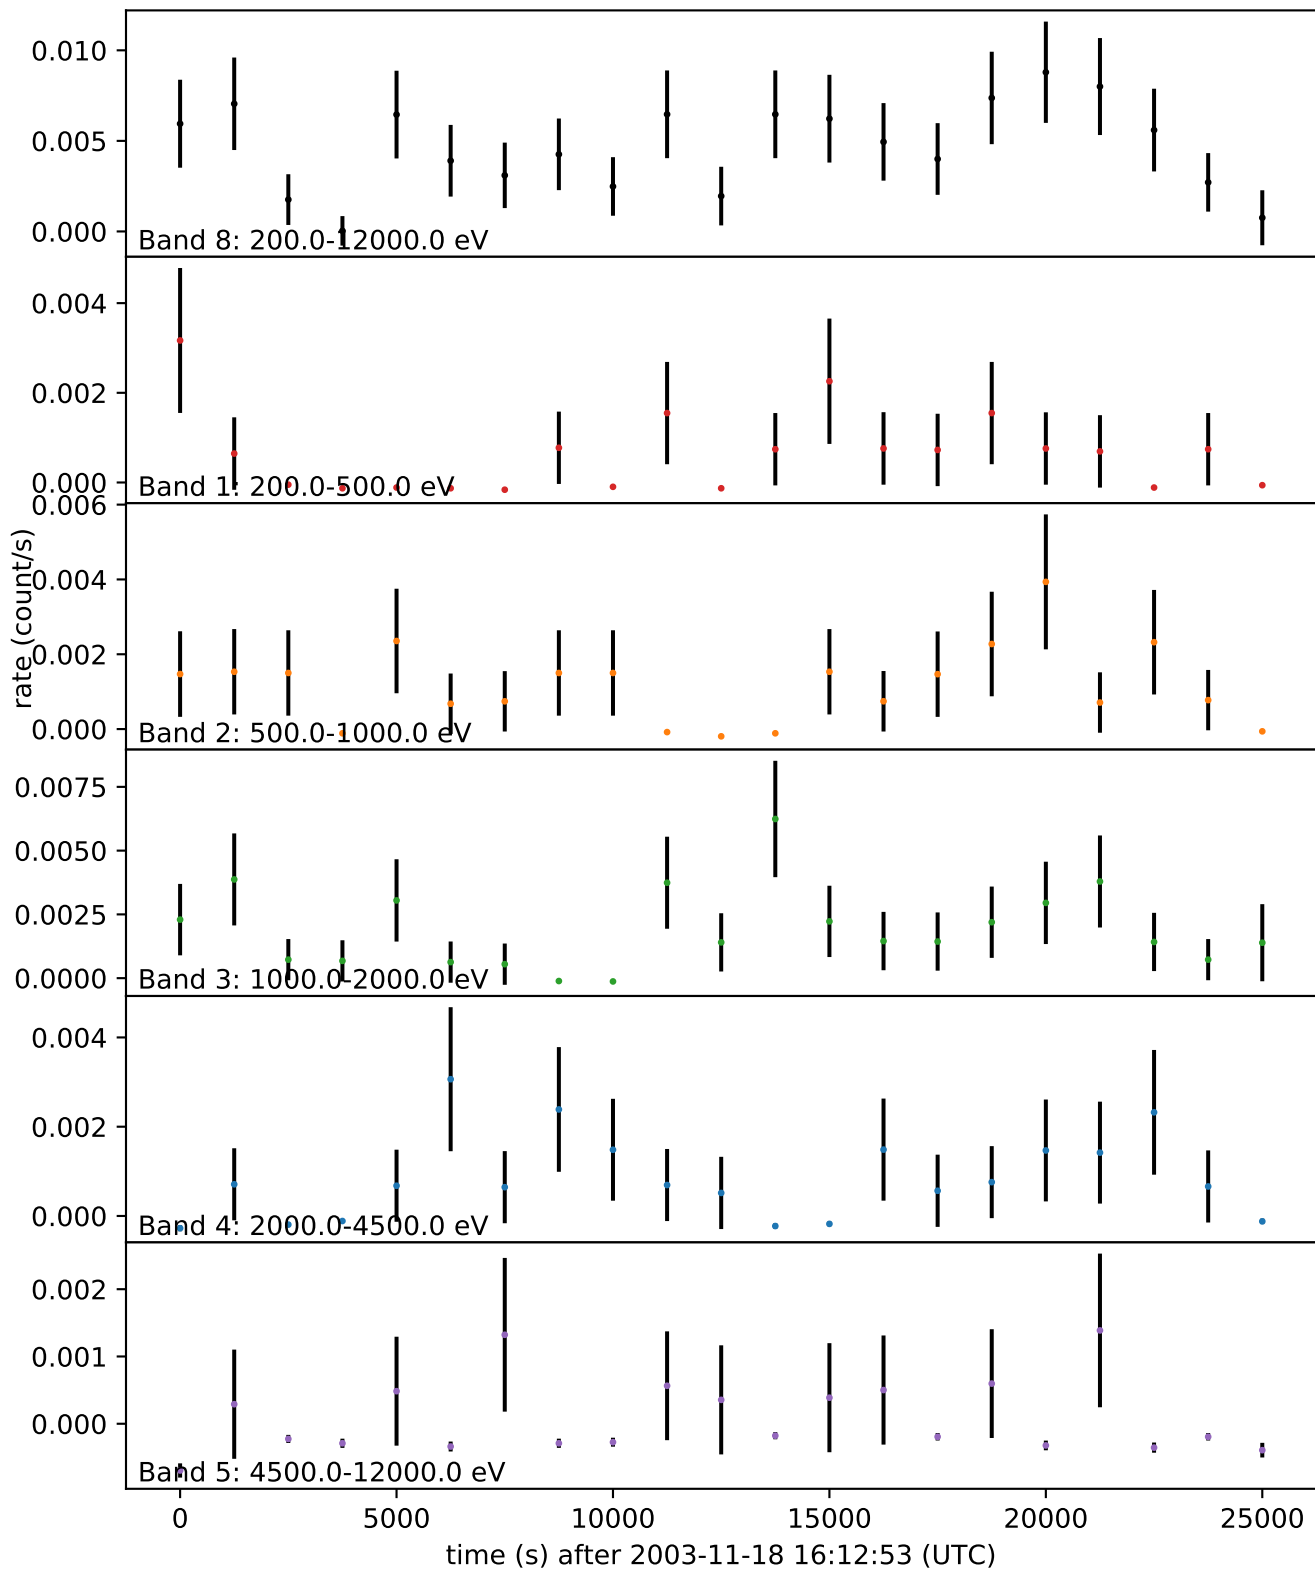 0.010
0.005
0.000
Band 8: 200.0-12000.0 eV
0.004
0.002
0.000
Band 1: 200.0-500.0 eV
0.006
0.004
0.002
0.000
Band 2: 500.0-1000.0 eV
rate (count/s)
0.0075
0.0050
0.0025
0.0000
Band 3: 1000.0-2000.0 eV
0.004
0.002
0.000
Band 4: 2000.0-4500.0 eV
0.002
0.001
0.000
Band 5: 4500.0-12000.0 eV
0 5000 10000 15000 20000 25000
time (s) after 2003-11-18 16:12:53 (UTC)